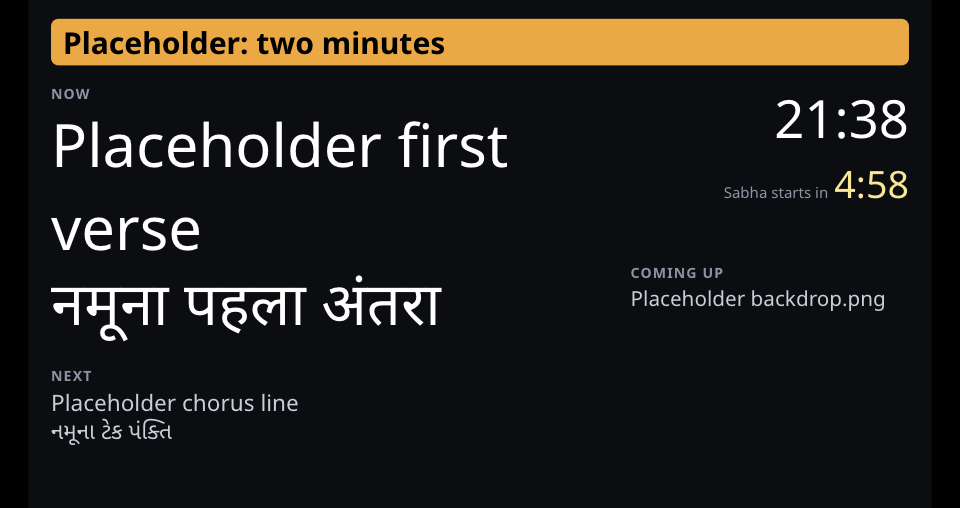 Placeholder: two minutes
NOW
Placeholder first
verse
नमूना पहला अंतरा
NEXT
Placeholder chorus line
નમૂના ટેક પંક્તિ
21:38
Sabha starts in 4:58
COMING UP
Placeholder backdrop.png